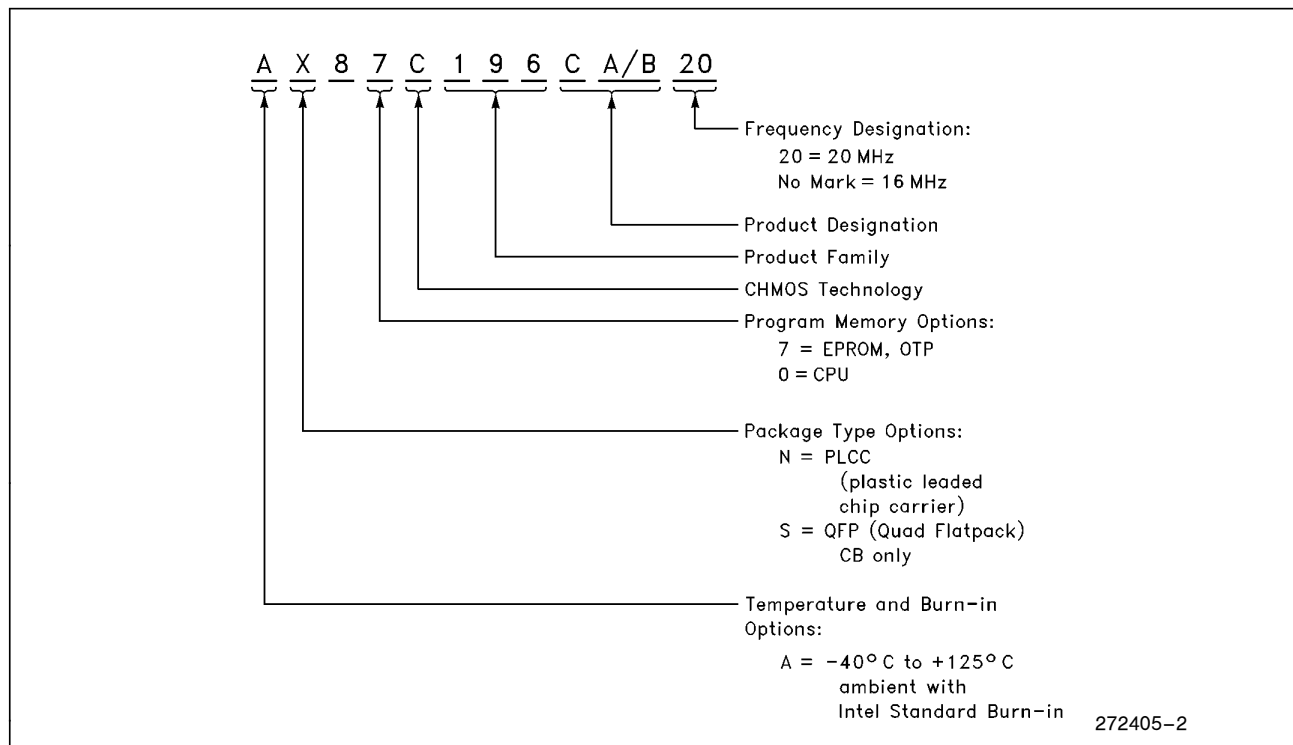 A X 8 7 C 1 9 6 C A/B 20
Frequency Designation:
20 = 20 MHz
No Mark = 16 MHz
Product Designation
Product Family
CHMOS Technology
Program Memory Options:
7 = EPROM, OTP
0 = CPU
Package Type Options:
N = PLCC
(plastic leaded
chip carrier)
S = QFP (Quad Flatpack)
CB only
Temperature and Burn-in
Options:
A = -40° C to +125° C
ambient with
Intel Standard Burn-in
272405-2